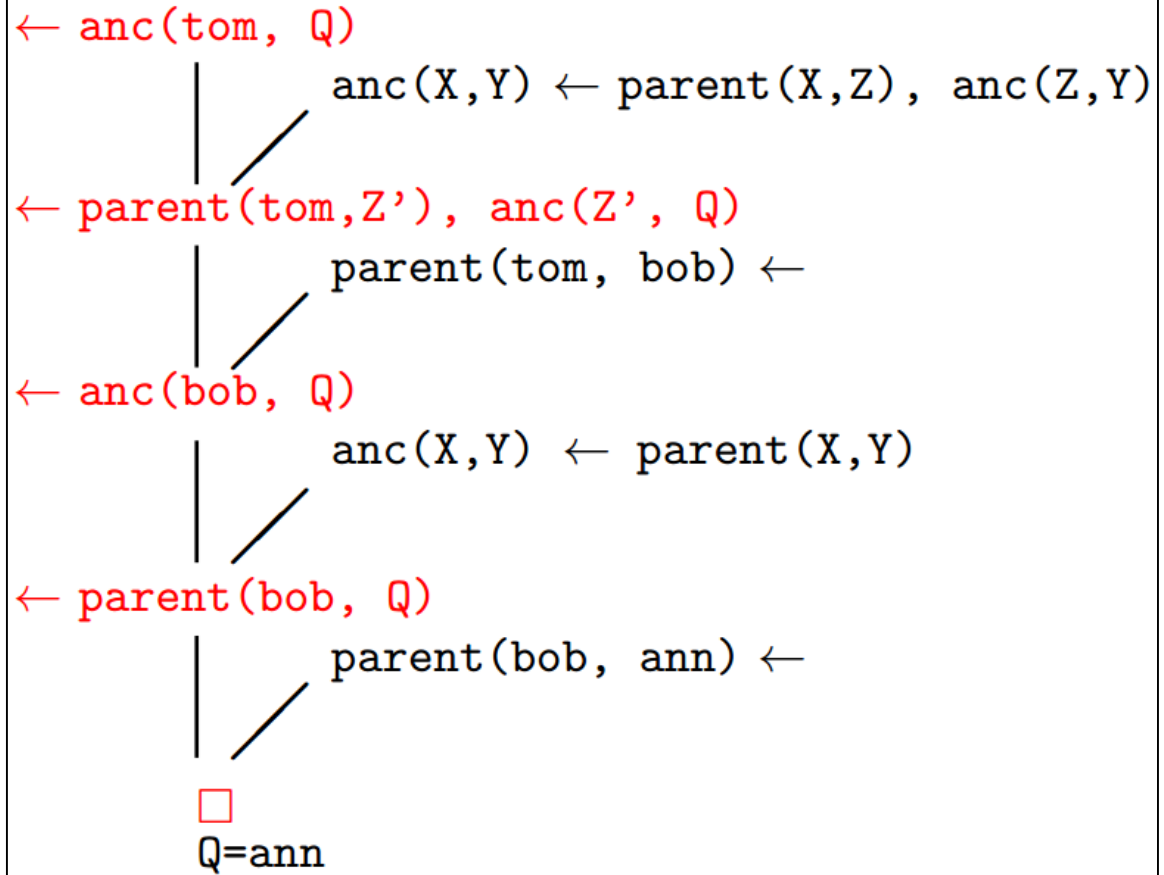 ← anc(tom, Q)
anc(X,Y) ← parent(X,Z), anc(Z,Y)
← parent(tom,Z’), anc(Z’, Q)
parent(tom, bob) ←
← anc(bob, Q)
anc(X,Y) ← parent(X,Y)
← parent(bob, Q)
parent(bob, ann) ←
□
Q=ann